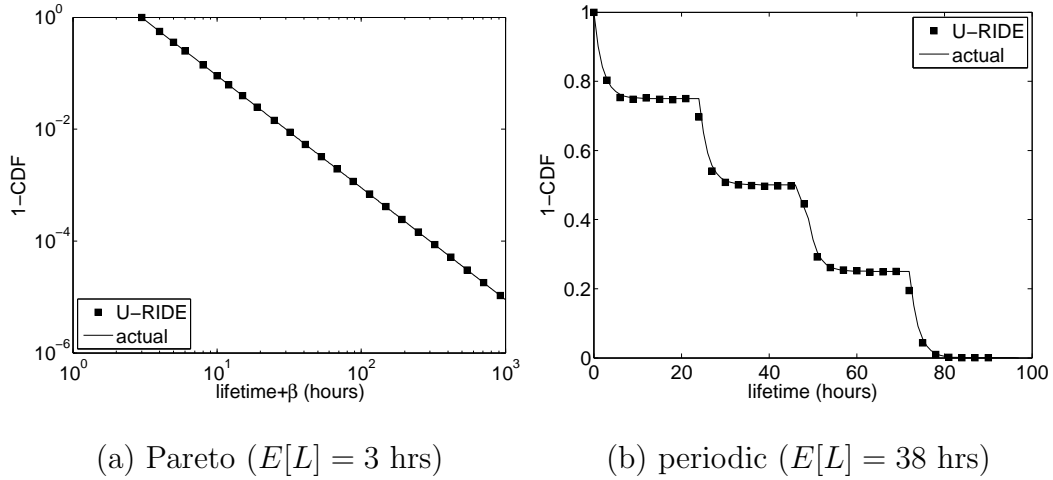 10^0
10^-2
10^-4
10^-6
1-CDF
10^0 10^1 10^2 10^3
lifetime+β (hours)
U-RIDE
actual
(a) Pareto (E[L] = 3 hrs)
1
0.8
0.6
0.4
0.2
0
1-CDF
0 20 40 60 80 100
lifetime (hours)
U-RIDE
actual
(b) periodic (E[L] = 38 hrs)